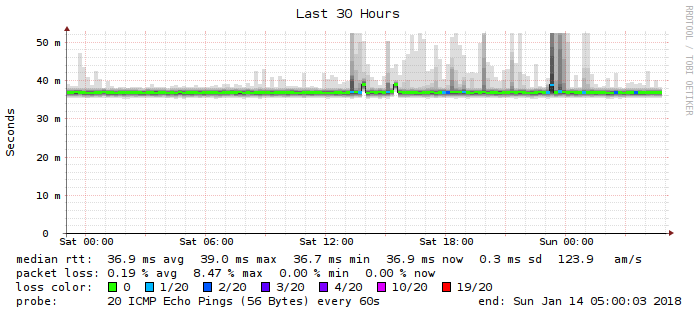 Last 30 Hours
RRDTOOL / TOBI OETIKER
Seconds
50 m
40 m
30 m
20 m
10 m
0
Sat 00:00 Sat 06:00 Sat 12:00 Sat 18:00 Sun 00:00
median rtt: 36.9 ms avg 39.0 ms max 36.7 ms min 36.9 ms now 0.3 ms sd 123.9 am/s
packet loss: 0.19 % avg 8.47 % max 0.00 % min 0.00 % now
loss color: 0 1/20 2/20 3/20 4/20 10/20 19/20
probe: 20 ICMP Echo Pings (56 Bytes) every 60s end: Sun Jan 14 05:00:03 2018